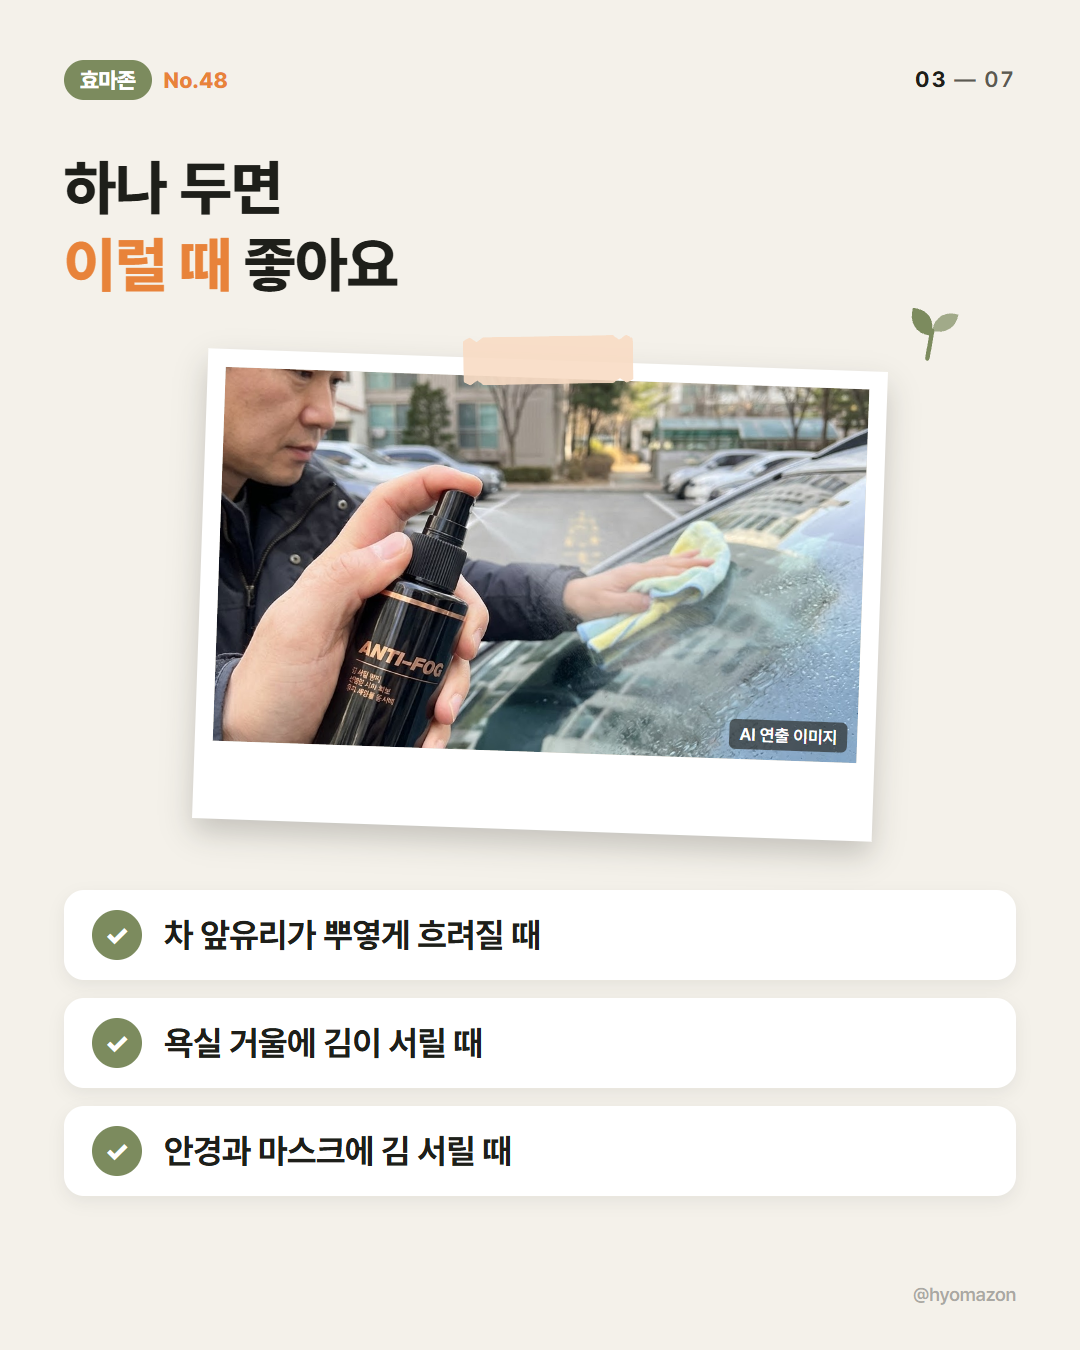 효마존 No.48
03 — 07
하나 두면
이럴 때 좋아요
ANTI-FOG
AI 연출 이미지
차 앞유리가 뿌옇게 흐려질 때
욕실 거울에 김이 서릴 때
안경과 마스크에 김 서릴 때
@hyomazon